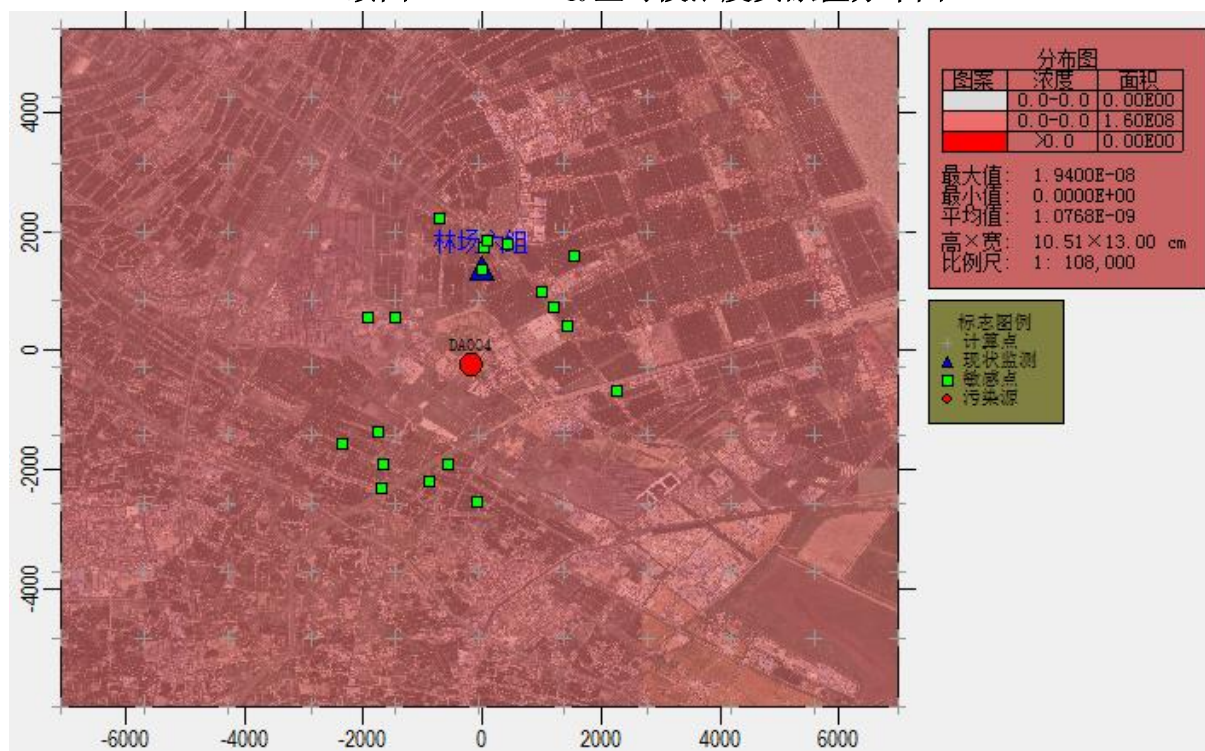 分布图
图案 浓度 面积
0.0-0.0 0.00E00
0.0-0.0 1.60E08
>0.0 0.00E00
最大值: 1.9400E-08
最小值: 0.0000E+00
平均值: 1.0768E-09
高×宽: 10.51×13.00 cm
比例尺: 1: 108,000
标志图例
计算点
现状监测
敏感点
污染源
4000
2000
0
-2000
-4000
林场六组
DA004
-6000 -4000 -2000 0 2000 4000 6000